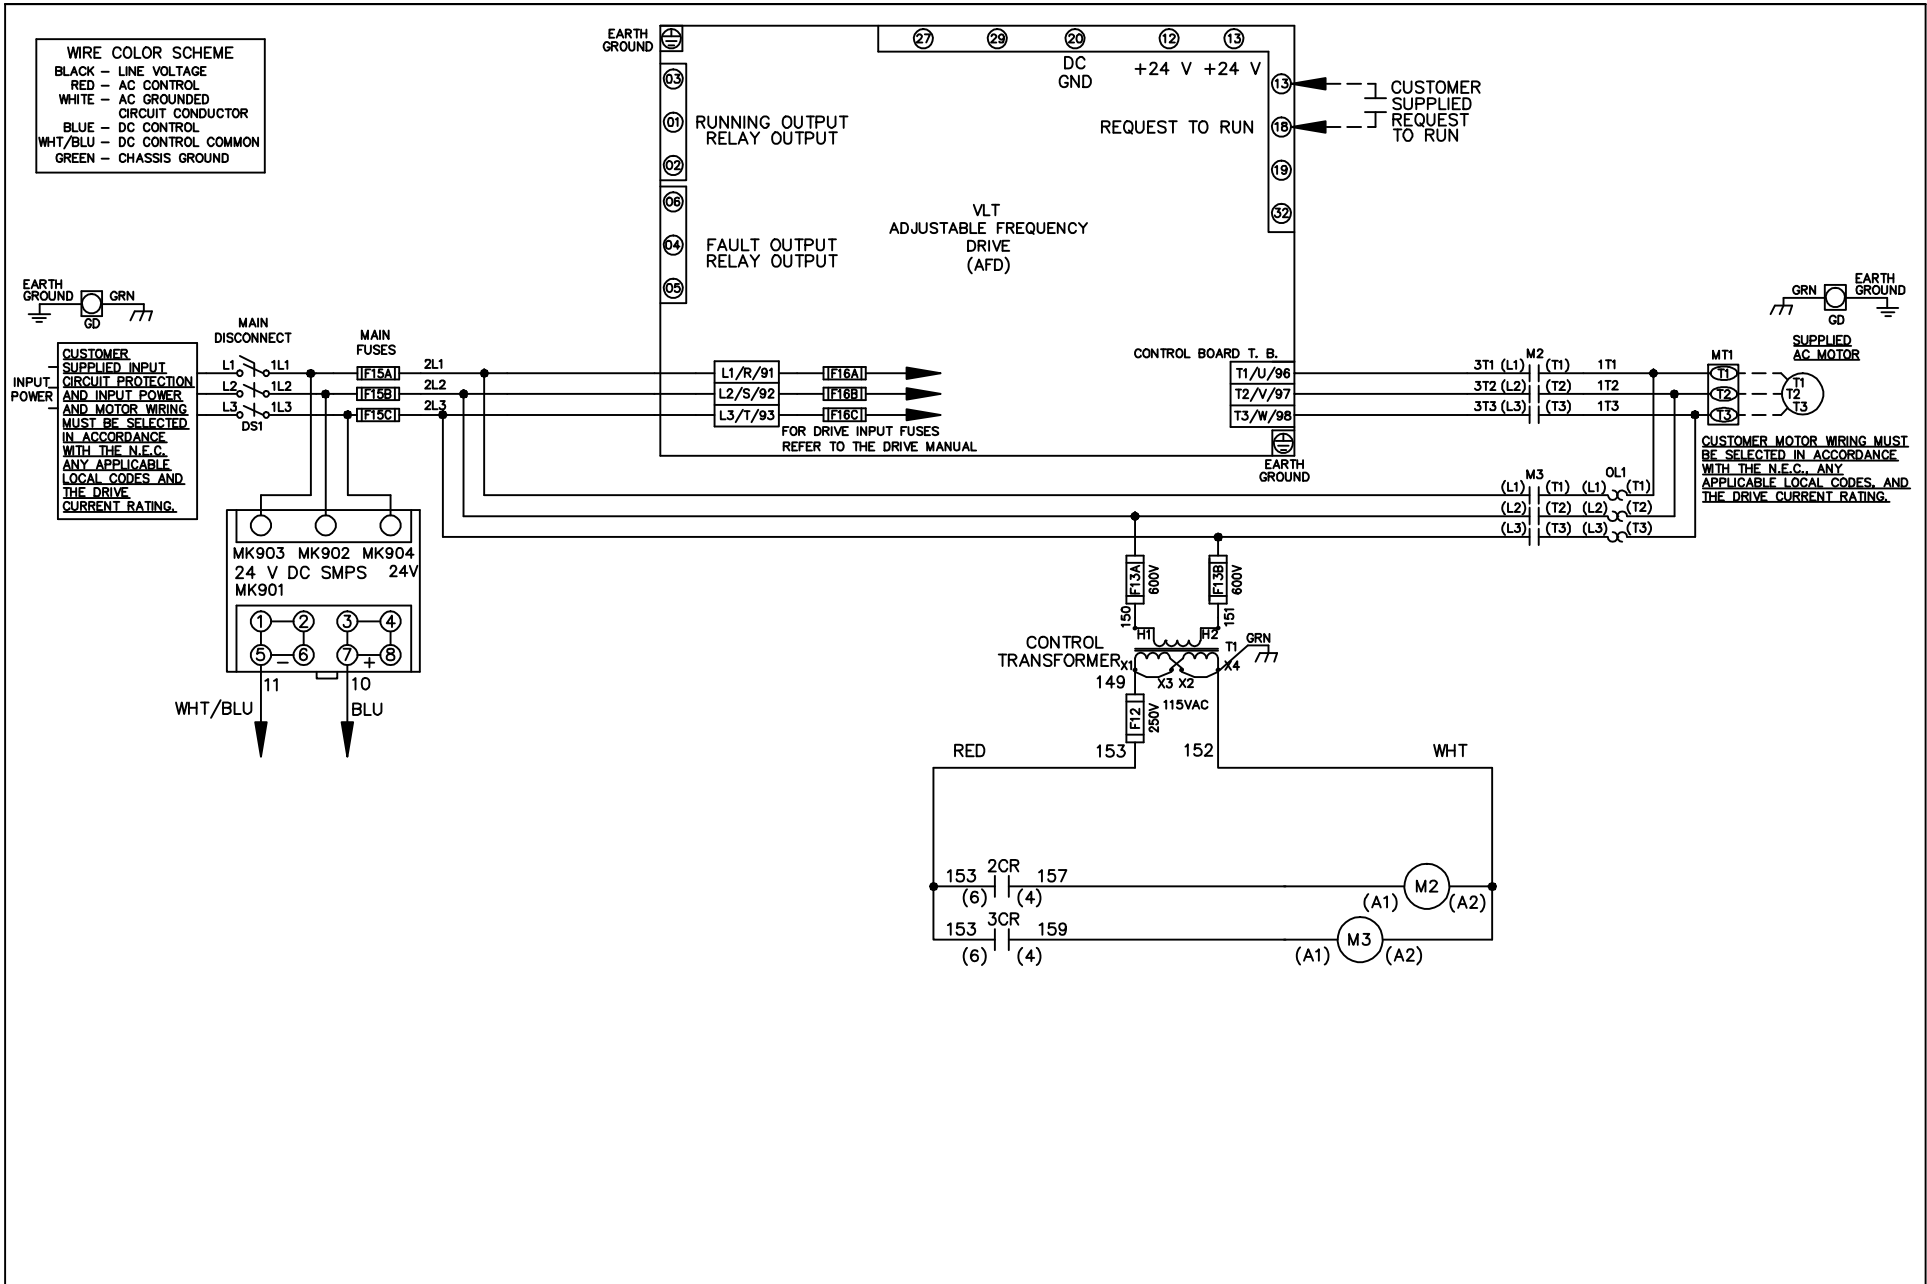 WIRE COLOR SCHEME
BLACK – LINE VOLTAGE
RED – AC CONTROL
WHITE – AC GROUNDED
CIRCUIT CONDUCTOR
BLUE – DC CONTROL
WHT/BLU – DC CONTROL COMMON
GREEN – CHASSIS GROUND
EARTH
GROUND
27
29
20
12
13
DC
GND
+24 V
+24 V
03
01
02
RUNNING OUTPUT
RELAY OUTPUT
06
04
05
FAULT OUTPUT
RELAY OUTPUT
13
REQUEST TO RUN
18
19
32
CUSTOMER
SUPPLIED
REQUEST
TO RUN
VLT
ADJUSTABLE FREQUENCY
DRIVE
(AFD)
EARTH
GROUND
GRN
GD
INPUT
POWER
CUSTOMER
SUPPLIED INPUT
CIRCUIT PROTECTION
AND INPUT POWER
AND MOTOR WIRING
MUST BE SELECTED
IN ACCORDANCE
WITH THE N.E.C.
ANY APPLICABLE
LOCAL CODES AND
THE DRIVE
CURRENT RATING.
MAIN
DISCONNECT
L1 1L1
L2 1L2
L3 1L3
DS1
MAIN
FUSES
F15A 2L1
F15B 2L2
F15C 2L3
L1/R/91 F16A
L2/S/92 F16B
L3/T/93 F16C
FOR DRIVE INPUT FUSES
REFER TO THE DRIVE MANUAL
CONTROL BOARD T. B.
T1/U/96
T2/V/97
T3/W/98
EARTH
GROUND
M2
3T1 (L1) (T1) 1T1
3T2 (L2) (T2) 1T2
3T3 (L3) (T3) 1T3
MT1
T1
T2
T3
GRN
GD
EARTH
GROUND
SUPPLIED
AC MOTOR
T1
T2
T3
CUSTOMER MOTOR WIRING MUST
BE SELECTED IN ACCORDANCE
WITH THE N.E.C., ANY
APPLICABLE LOCAL CODES, AND
THE DRIVE CURRENT RATING.
M3
OL1
(L1) (T1) (L1) (T1)
(L2) (T2) (L2) (T2)
(L3) (T3) (L3) (T3)
MK903 MK902 MK904
24 V DC SMPS 24V
MK901
1 2 3 4
5 – 6 7 + 8
11
10
WHT/BLU
BLU
F13A
600V
F13B
600V
150
151
H1
H2
CONTROL
TRANSFORMER
T1
GRN
X1
X4
X3 X2
149
F12
250V
115VAC
RED
153
152
WHT
153 2CR 157
(6) (4)
M2
(A1) (A2)
153 3CR 159
(6) (4)
M3
(A1) (A2)